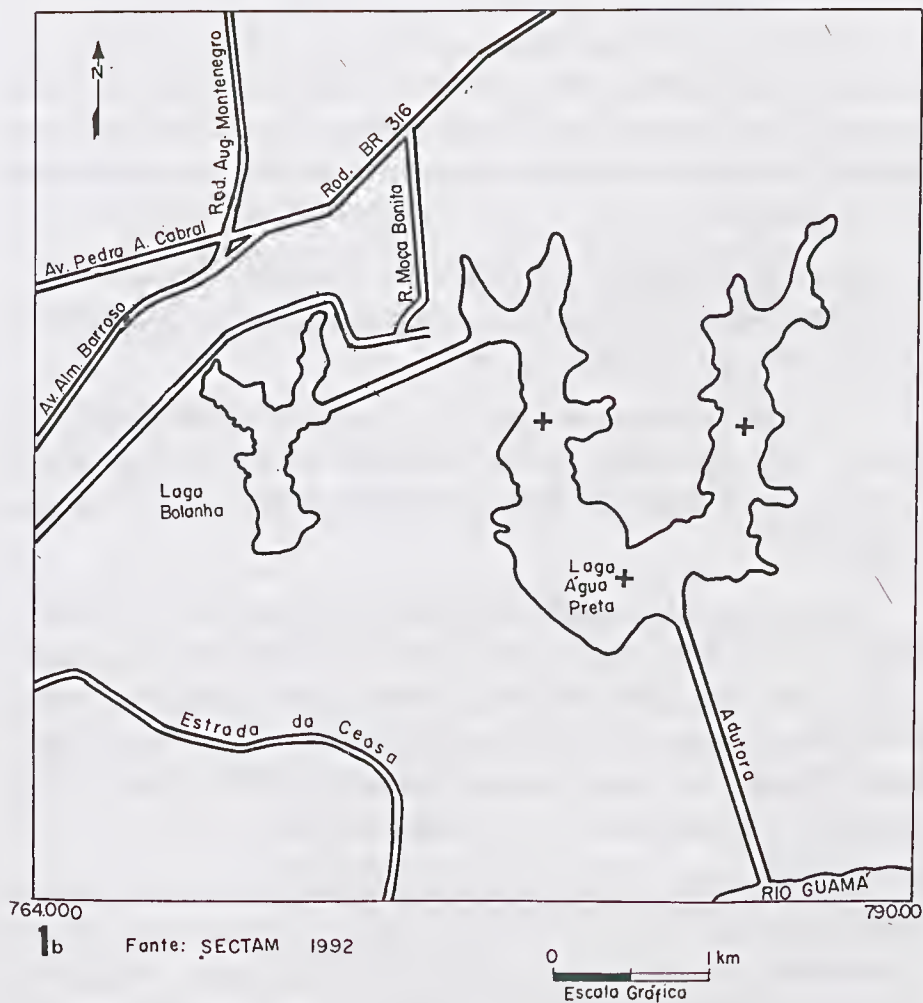 N
Rod. Aug. Montenegro
Rod. BR 316
Av. Pedro A. Cabral
R. Moça Bonita
Av. Alm. Barroso
Lago
Bolanha
Lago
Água
Preta
Estrada da Ceasa
Adutora
RIO GUAMÁ
764.000
790.00
1b
Fonte: SECTAM 1992
0
1 km
Escala Gráfica